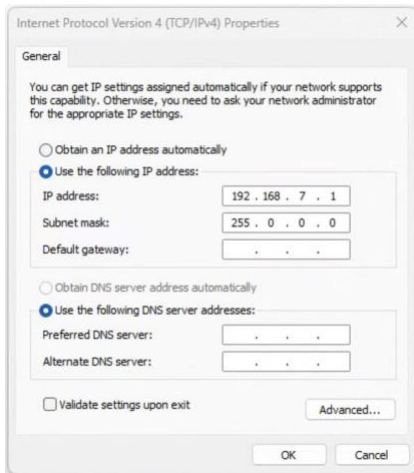 Internet Protocol Version 4 (TCP/IPv4) Properties
General
You can get IP settings assigned automatically if your network supports
this capability. Otherwise, you need to ask your network administrator
for the appropriate IP settings.
Obtain an IP address automatically
Use the following IP address:
IP address: 192 . 168 . 7 . 1
Subnet mask: 255 . 0 . 0 . 0
Default gateway: . . .
Obtain DNS server address automatically
Use the following DNS server addresses:
Preferred DNS server: . . .
Alternate DNS server: . . .
Validate settings upon exit
Advanced...
OK Cancel